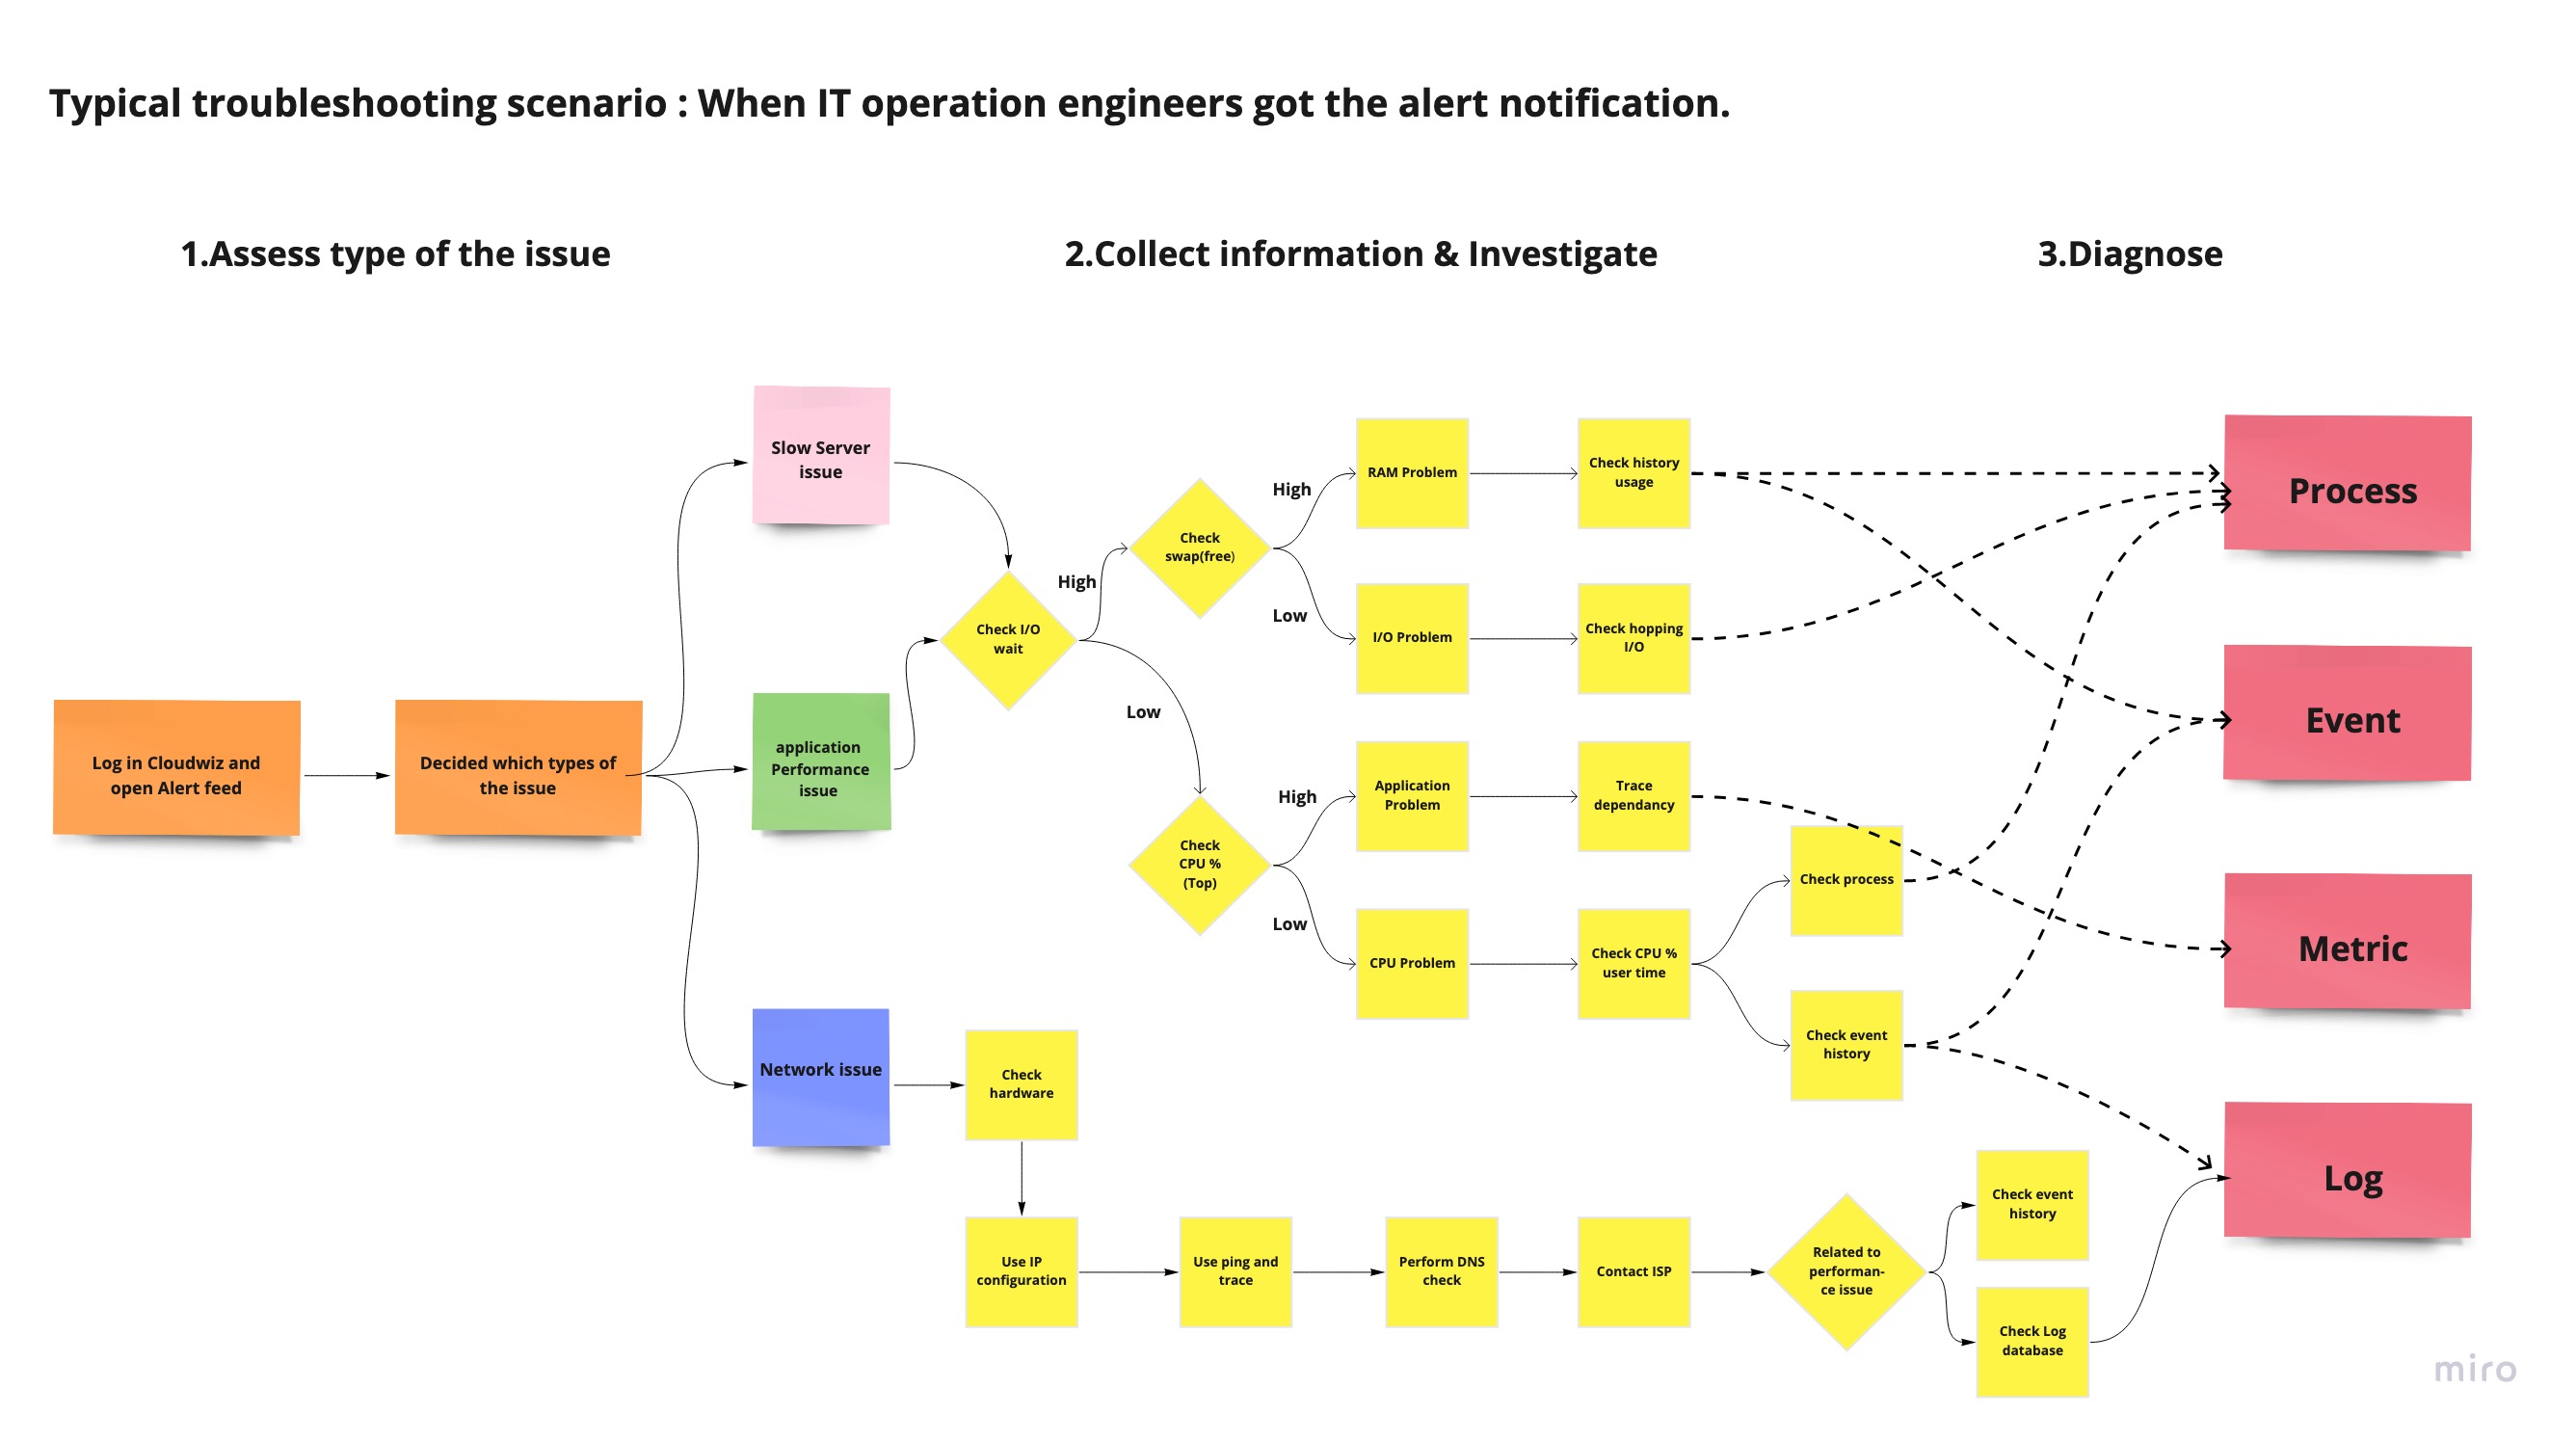 Typical troubleshooting scenario : When IT operation engineers got the alert notification.
1.Assess type of the issue
2.Collect information & Investigate
3.Diagnose
Log in Cloudwiz and
open Alert feed
Decided which types of
the issue
Slow Server
issue
application
Performance
issue
Network issue
Check I/O
wait
High
Low
Check
swap(free)
High
Low
RAM Problem
Check history
usage
I/O Problem
Check hopping
I/O
Check
CPU %
(Top)
High
Low
Application
Problem
Trace
dependancy
CPU Problem
Check CPU %
user time
Check process
Check event
history
Check
hardware
Use IP
configuration
Use ping and
trace
Perform DNS
check
Contact ISP
Related to
performan-
ce issue
Check event
history
Check Log
database
Process
Event
Metric
Log
miro